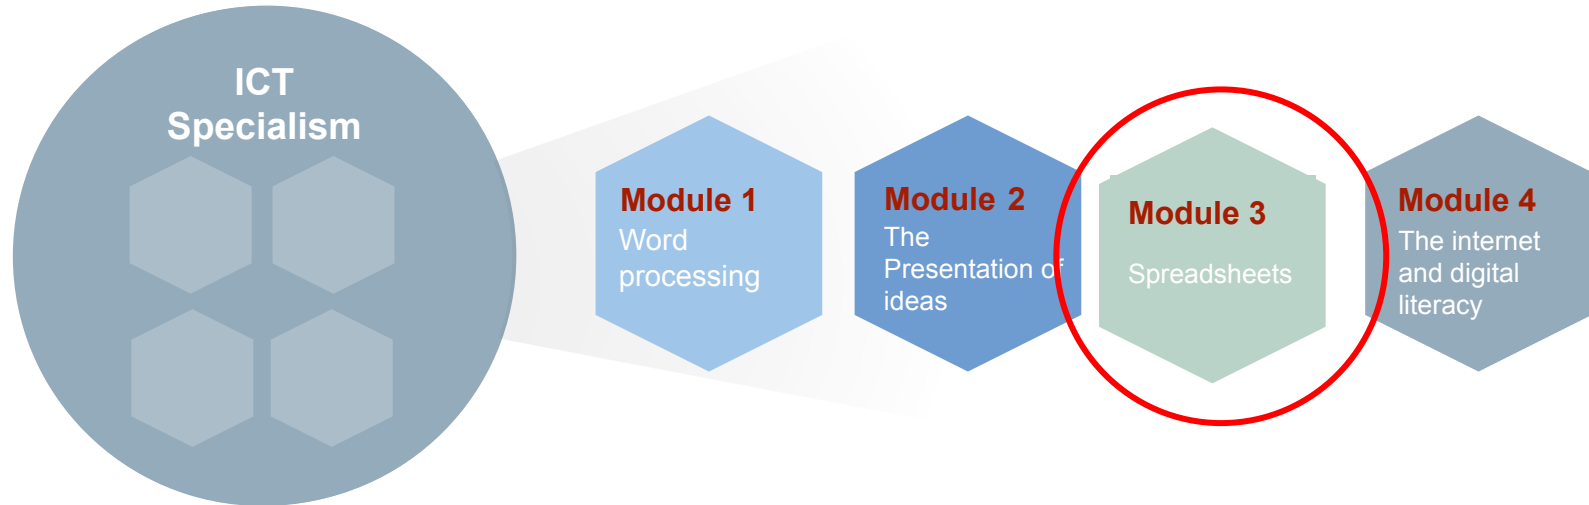 ICT
Specialism
Module 1
Word
processing
Module 2
The
Presentation of
ideas
Module 3
Spreadsheets
Module 4
The internet
and digital
literacy